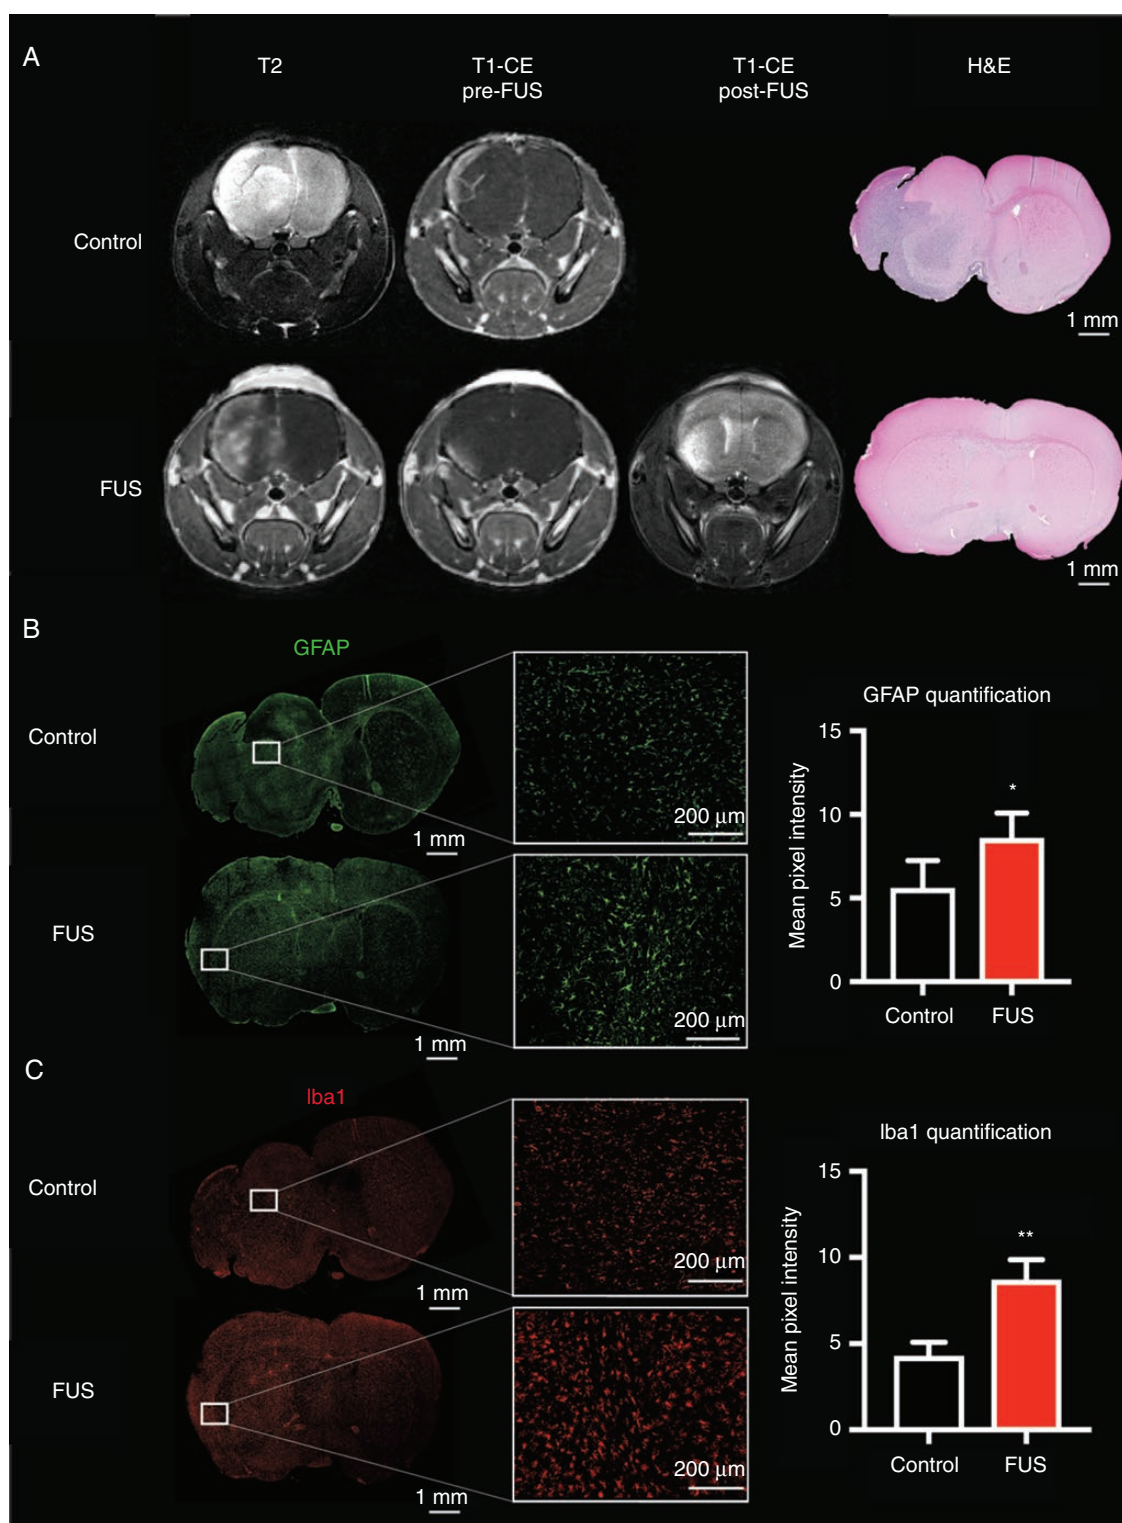 A
T2
T1-CE
pre-FUS
T1-CE
post-FUS
H&E
Control
1 mm
FUS
1 mm
B
GFAP
Control
1 mm
200 µm
FUS
1 mm
200 µm
GFAP quantification
Mean pixel intensity
15
10
5
0
*
Control
FUS
C
Iba1
Control
1 mm
200 µm
FUS
1 mm
200 µm
Iba1 quantification
Mean pixel intensity
15
10
5
0
**
Control
FUS